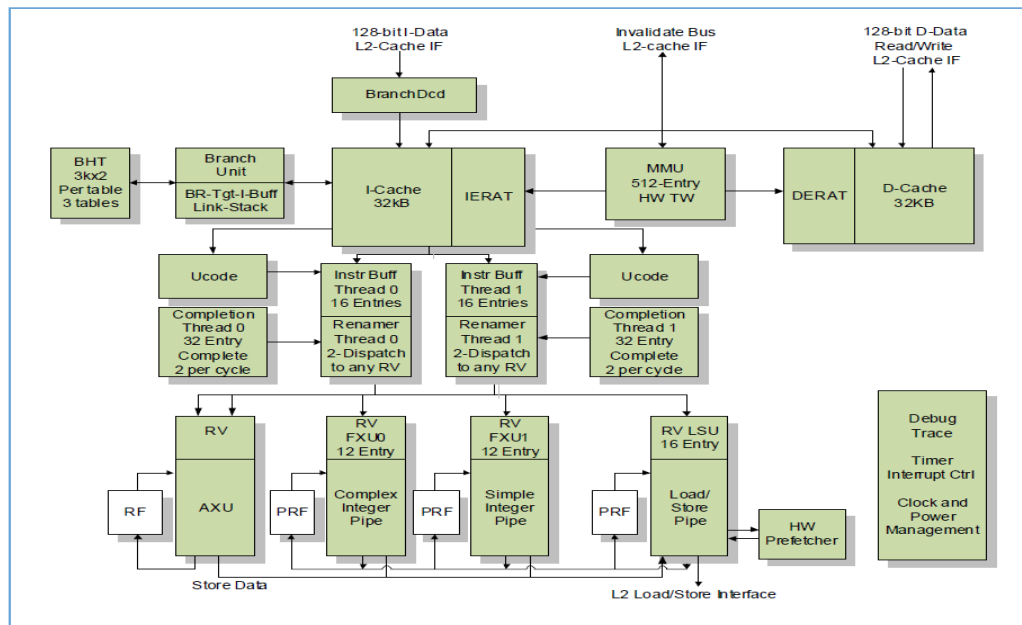 128-bit I-Data
L2-Cache IF
Invalidate Bus
L2-cache IF
128-bit D-Data
Read/Write
L2-Cache IF
BranchDcd
BHT
3kx2
Per table
3 tables
Branch
Unit
BR-Tgt-I-Buff
Link-Stack
I-Cache
32kB
IERAT
MMU
512-Entry
HW TW
DERAT
D-Cache
32KB
Ucode
Instr Buff
Thread 0
16 Entries
Instr Buff
Thread 1
16 Entries
Ucode
Completion
Thread 0
32 Entry
Complete
2 per cycle
Renamer
Thread 0
2-Dispatch
to any RV
Renamer
Thread 1
2-Dispatch
to any RV
Completion
Thread 1
32 Entry
Complete
2 per cycle
RV
RV
FXU0
12 Entry
RV
FXU1
12 Entry
RV LSU
16 Entry
RF
AXU
PRF
Complex
Integer
Pipe
PRF
Simple
Integer
Pipe
PRF
Load/
Store
Pipe
HW
Prefetcher
Debug
Trace
Timer
Interrupt Ctrl
Clock and
Power
Management
Store Data
L2 Load/Store Interface